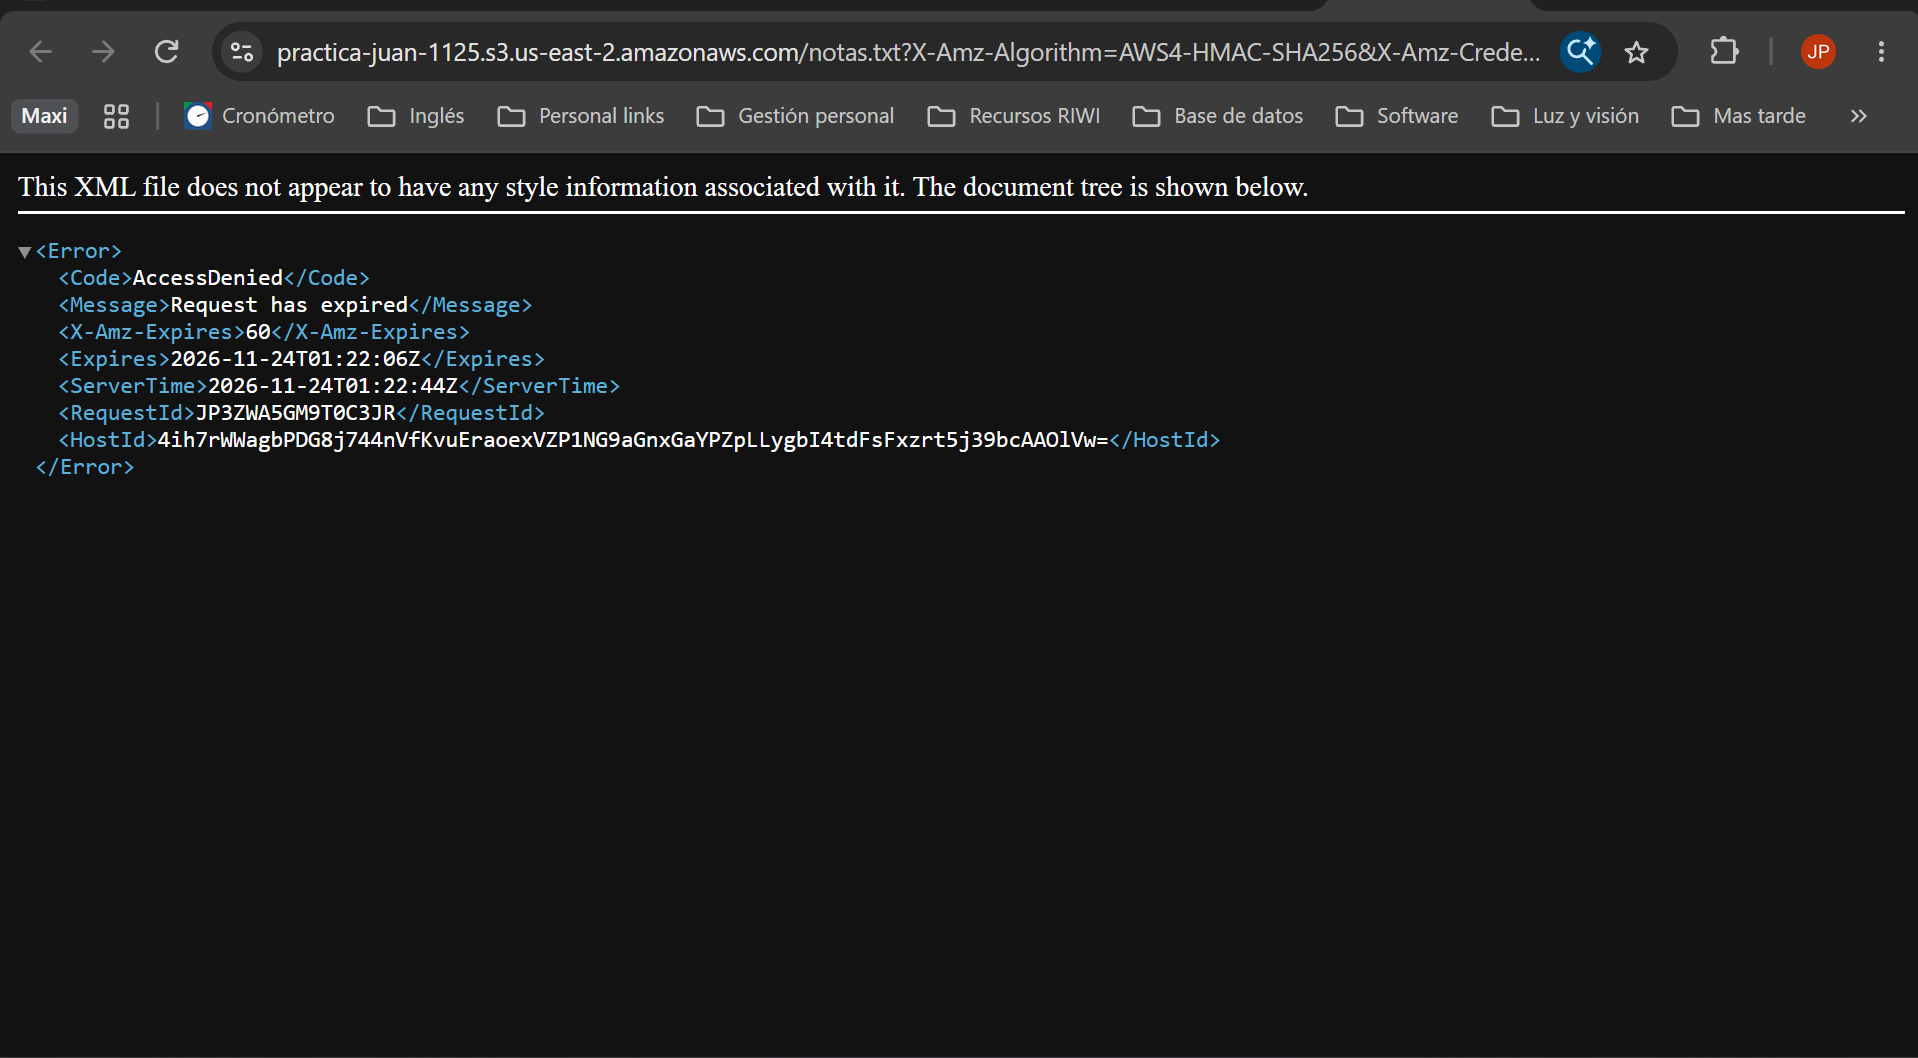 practica-juan-1125.s3.us-east-2.amazonaws.com/notas.txt?X-Amz-Algorithm=AWS4-HMAC-SHA256&X-Amz-Crede...
JP
Maxi Cronómetro Inglés Personal links Gestión personal Recursos RIWI Base de datos Software Luz y visión Mas tarde »
This XML file does not appear to have any style information associated with it. The document tree is shown below.
▼<Error>
<Code>AccessDenied</Code>
<Message>Request has expired</Message>
<X-Amz-Expires>60</X-Amz-Expires>
<Expires>2026-11-24T01:22:06Z</Expires>
<ServerTime>2026-11-24T01:22:44Z</ServerTime>
<RequestId>JP3ZWA5GM9T0C3JR</RequestId>
<HostId>4ih7rWWagbPDG8j744nVfKvuEraoexVZP1NG9aGnxGaYPZpLLygbI4tdFsFxzrt5j39bcAAOlVw=</HostId>
</Error>